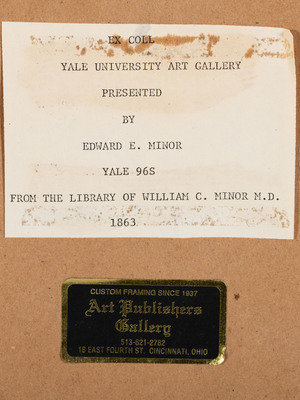 EX COLL
YALE UNIVERSITY ART GALLERY
PRESENTED
BY
EDWARD E. MINOR
YALE 96S
FROM THE LIBRARY OF WILLIAM C. MINOR M.D.
1863
CUSTOM FRAMING SINCE 1937
Art Publishers
Gallery
513-621-2782
16 EAST FOURTH ST. CINCINNATI, OHIO